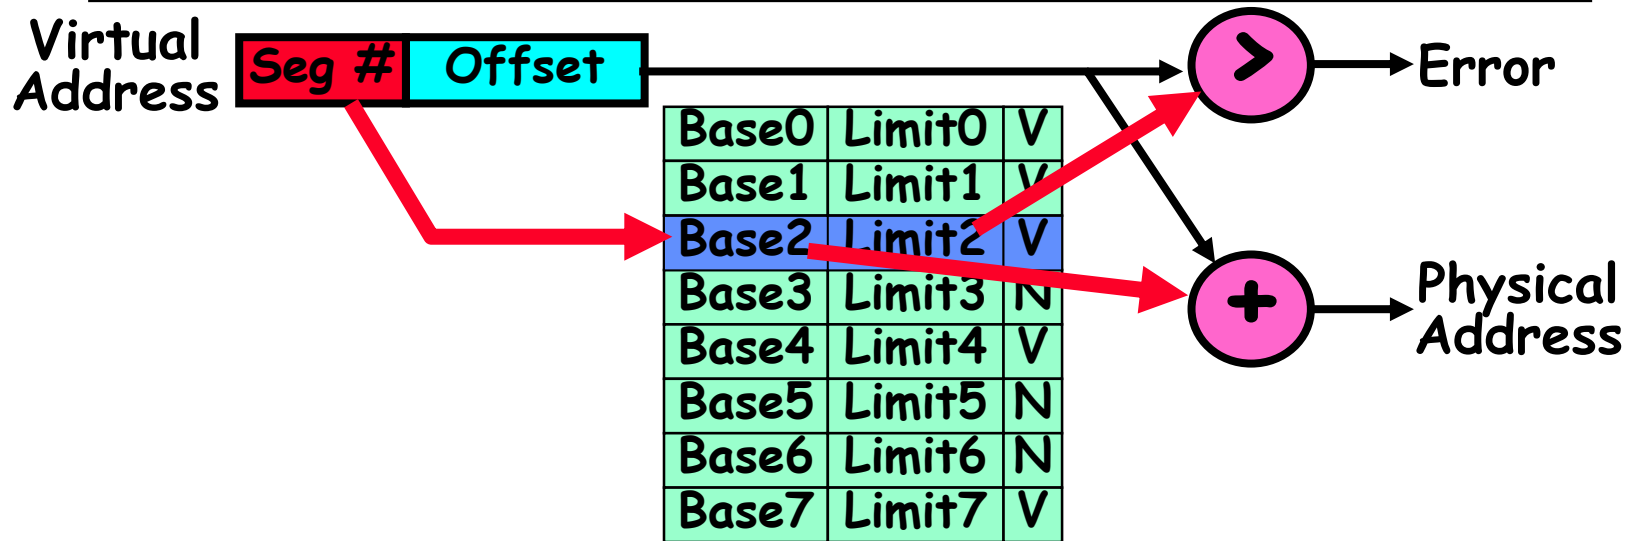 Virtual
Address
Seg # Offset
> Error
Base0 Limit0 V
Base1 Limit1 V
Base2 Limit2 V
Base3 Limit3 N
Base4 Limit4 V
Base5 Limit5 N
Base6 Limit6 N
Base7 Limit7 V
+
Physical
Address